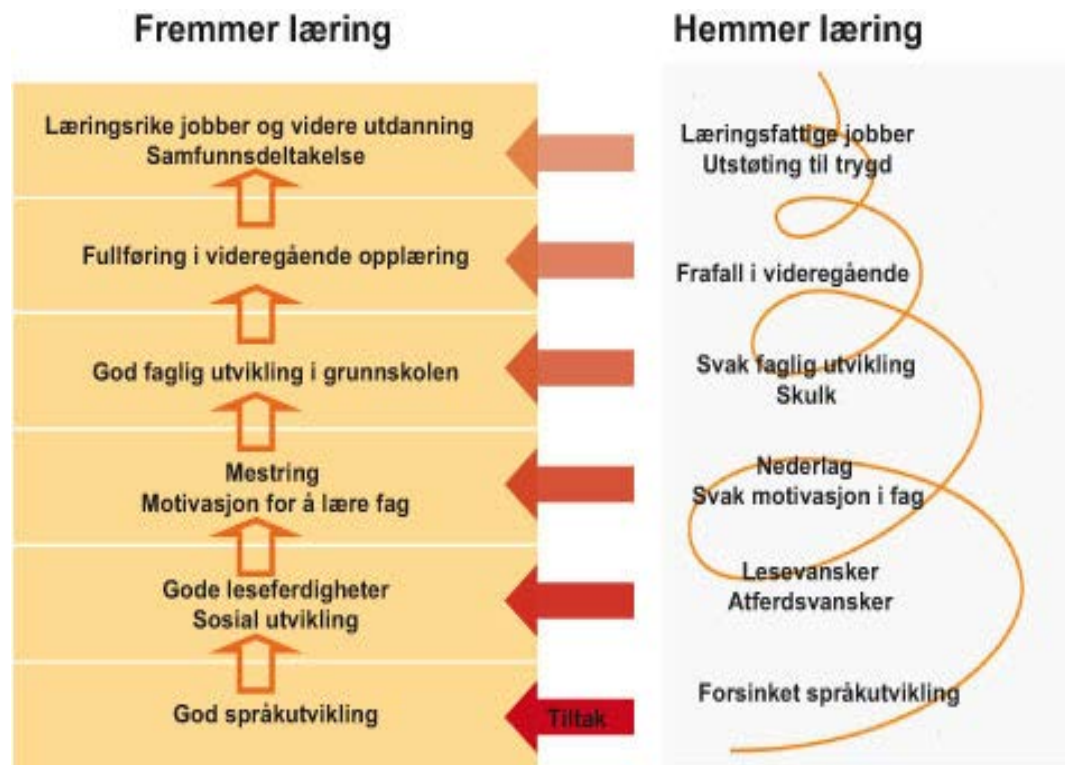 Fremmer læring
Læringsrike jobber og videre utdanning
Samfunnsdeltakelse
Fullføring i videregående opplæring
God faglig utvikling i grunnskolen
Mestring
Motivasjon for å lære fag
Gode leseferdigheter
Sosial utvikling
God språkutvikling
Tiltak
Hemmer læring
Læringsfattige jobber
Utstøting til trygd
Frafall i videregående
Svak faglig utvikling
Skulk
Nederlag
Svak motivasjon i fag
Lesevansker
Atferdsvansker
Forsinket språkutvikling